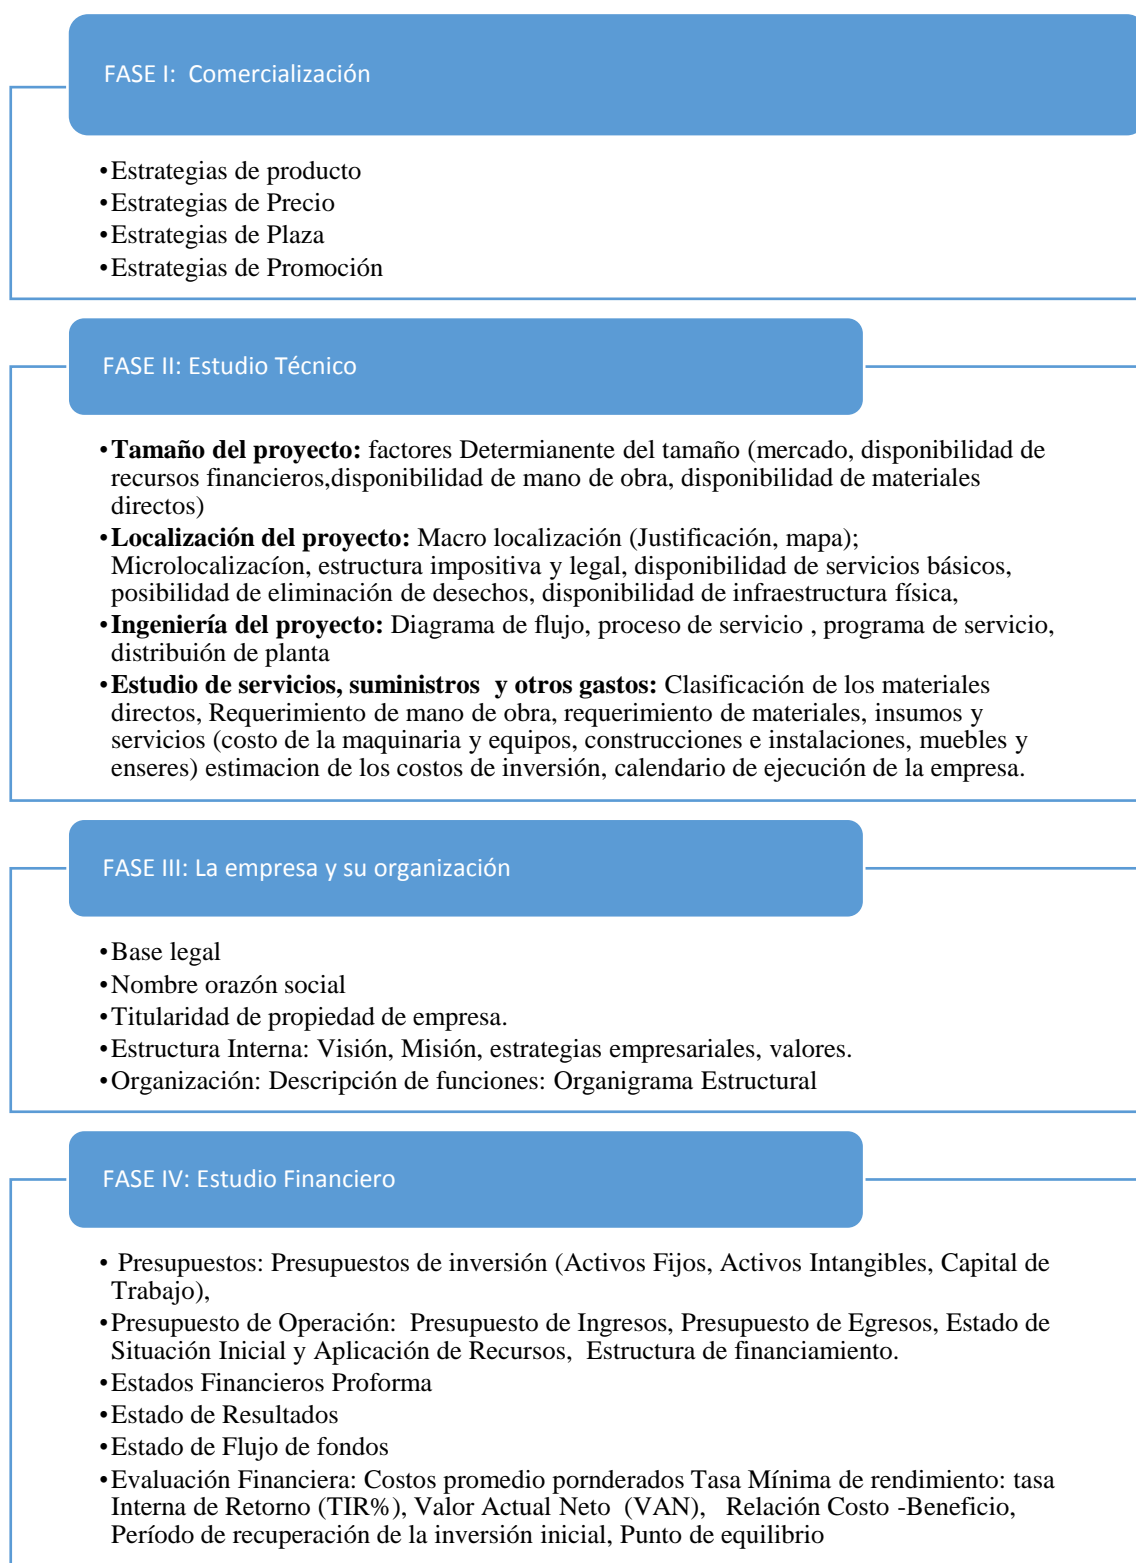 FASE I:  Comercialización
•Estrategias de producto
•Estrategias de Precio
•Estrategias de Plaza
•Estrategias de Promoción
FASE II: Estudio Técnico
•Tamaño del proyecto: factores Determianente del tamaño (mercado, disponibilidad de
recursos financieros,disponibilidad de mano de obra, disponibilidad de materiales
directos)
•Localización del proyecto: Macro localización (Justificación, mapa);
Microlocalizacíon, estructura impositiva y legal, disponibilidad de servicios básicos,
posibilidad de eliminación de desechos, disponibilidad de infraestructura física,
•Ingeniería del proyecto: Diagrama de flujo, proceso de servicio , programa de servicio,
distribuión de planta
•Estudio de servicios, suministros  y otros gastos: Clasificación de los materiales
directos, Requerimiento de mano de obra, requerimiento de materiales, insumos y
servicios (costo de la maquinaria y equipos, construcciones e instalaciones, muebles y
enseres) estimacion de los costos de inversión, calendario de ejecución de la empresa.
FASE III: La empresa y su organización
•Base legal
•Nombre orazón social
•Titularidad de propiedad de empresa.
•Estructura Interna: Visión, Misión, estrategias empresariales, valores.
•Organización: Descripción de funciones: Organigrama Estructural
FASE IV: Estudio Financiero
• Presupuestos: Presupuestos de inversión (Activos Fijos, Activos Intangibles, Capital de
Trabajo),
•Presupuesto de Operación:  Presupuesto de Ingresos, Presupuesto de Egresos, Estado de
Situación Inicial y Aplicación de Recursos,  Estructura de financiamiento.
•Estados Financieros Proforma
•Estado de Resultados
•Estado de Flujo de fondos
•Evaluación Financiera: Costos promedio pornderados Tasa Mínima de rendimiento: tasa
Interna de Retorno (TIR%), Valor Actual Neto  (VAN),   Relación Costo -Beneficio,
Período de recuperación de la inversión inicial, Punto de equilibrio